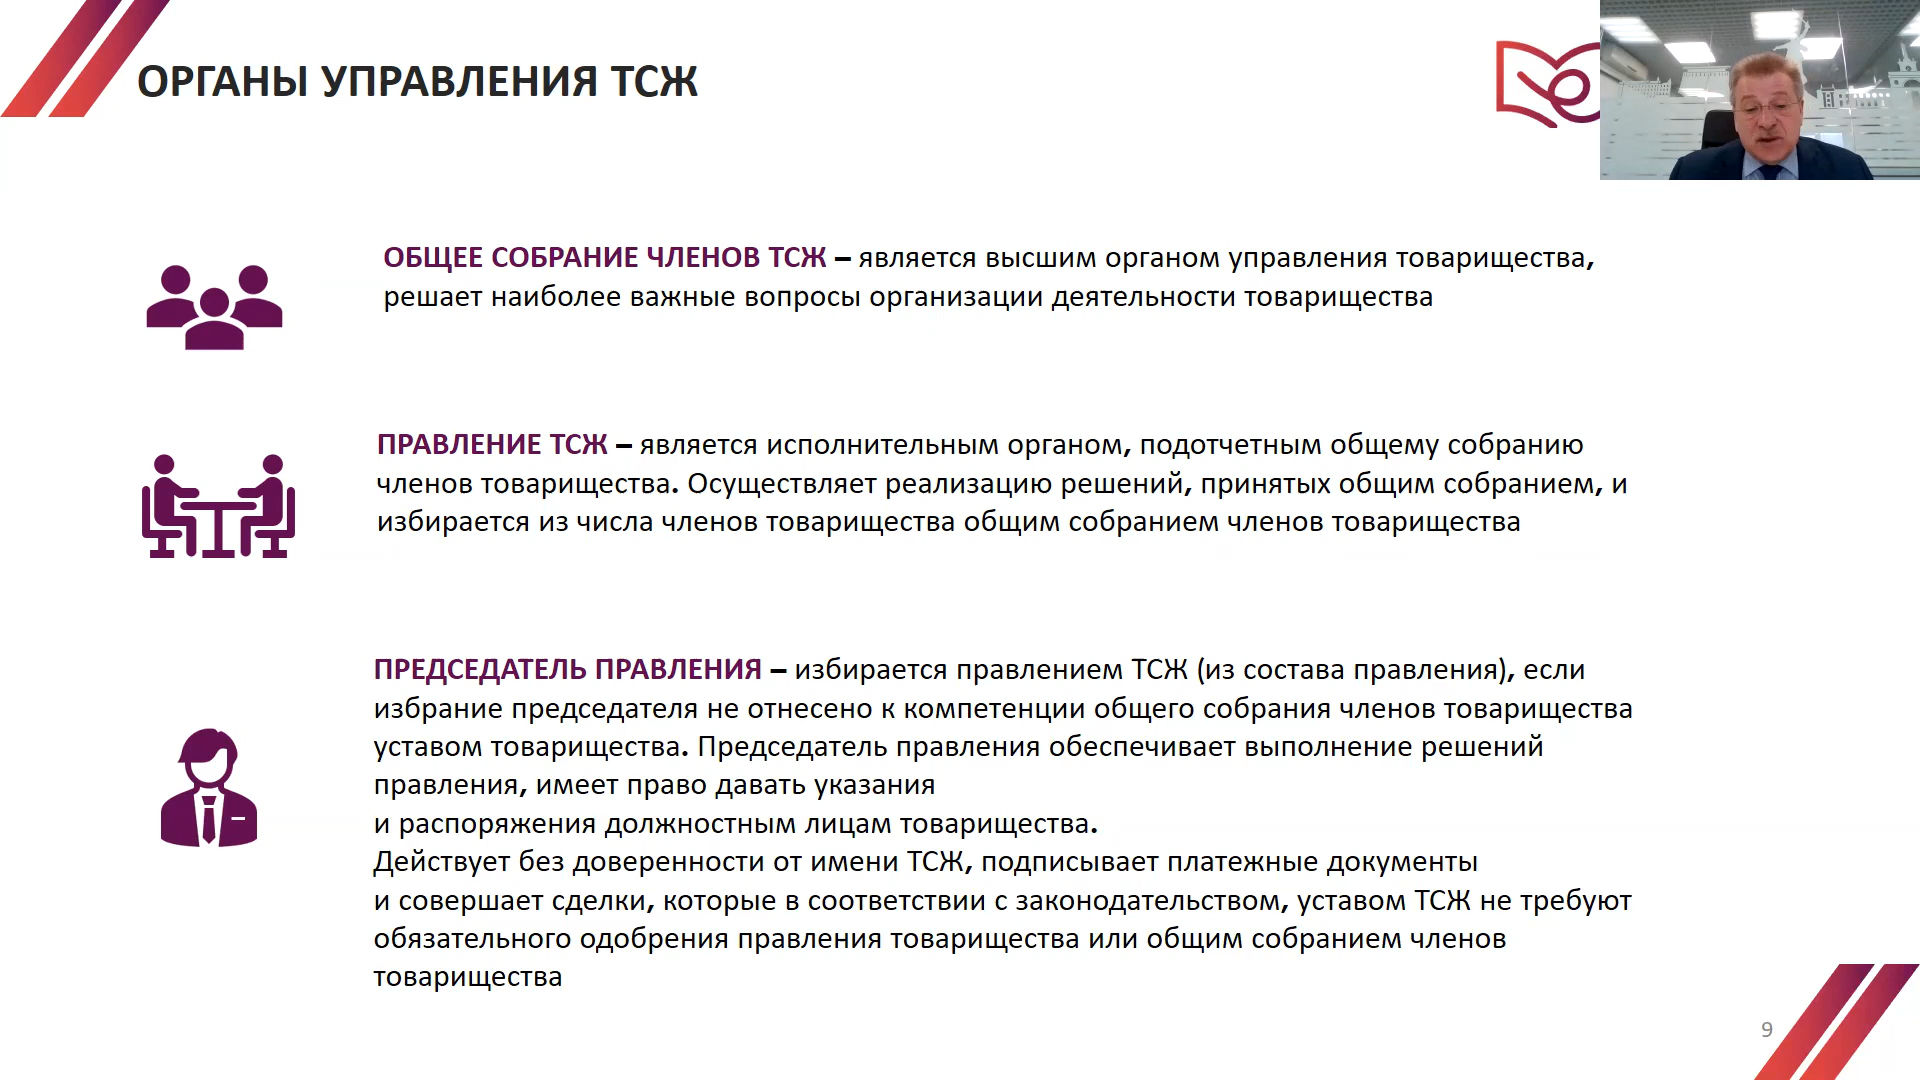 ОРГАНЫ УПРАВЛЕНИЯ ТСЖ
ОБЩЕЕ СОБРАНИЕ ЧЛЕНОВ ТСЖ – является высшим органом управления товарищества,
решает наиболее важные вопросы организации деятельности товарищества
ПРАВЛЕНИЕ ТСЖ – является исполнительным органом, подотчетным общему собранию
членов товарищества. Осуществляет реализацию решений, принятых общим собранием, и
избирается из числа членов товарищества общим собранием членов товарищества
ПРЕДСЕДАТЕЛЬ ПРАВЛЕНИЯ – избирается правлением ТСЖ (из состава правления), если
избрание председателя не отнесено к компетенции общего собрания членов товарищества
уставом товарищества. Председатель правления обеспечивает выполнение решений
правления, имеет право давать указания
и распоряжения должностным лицам товарищества.
Действует без доверенности от имени ТСЖ, подписывает платежные документы
и совершает сделки, которые в соответствии с законодательством, уставом ТСЖ не требуют
обязательного одобрения правления товарищества или общим собранием членов
товарищества
9